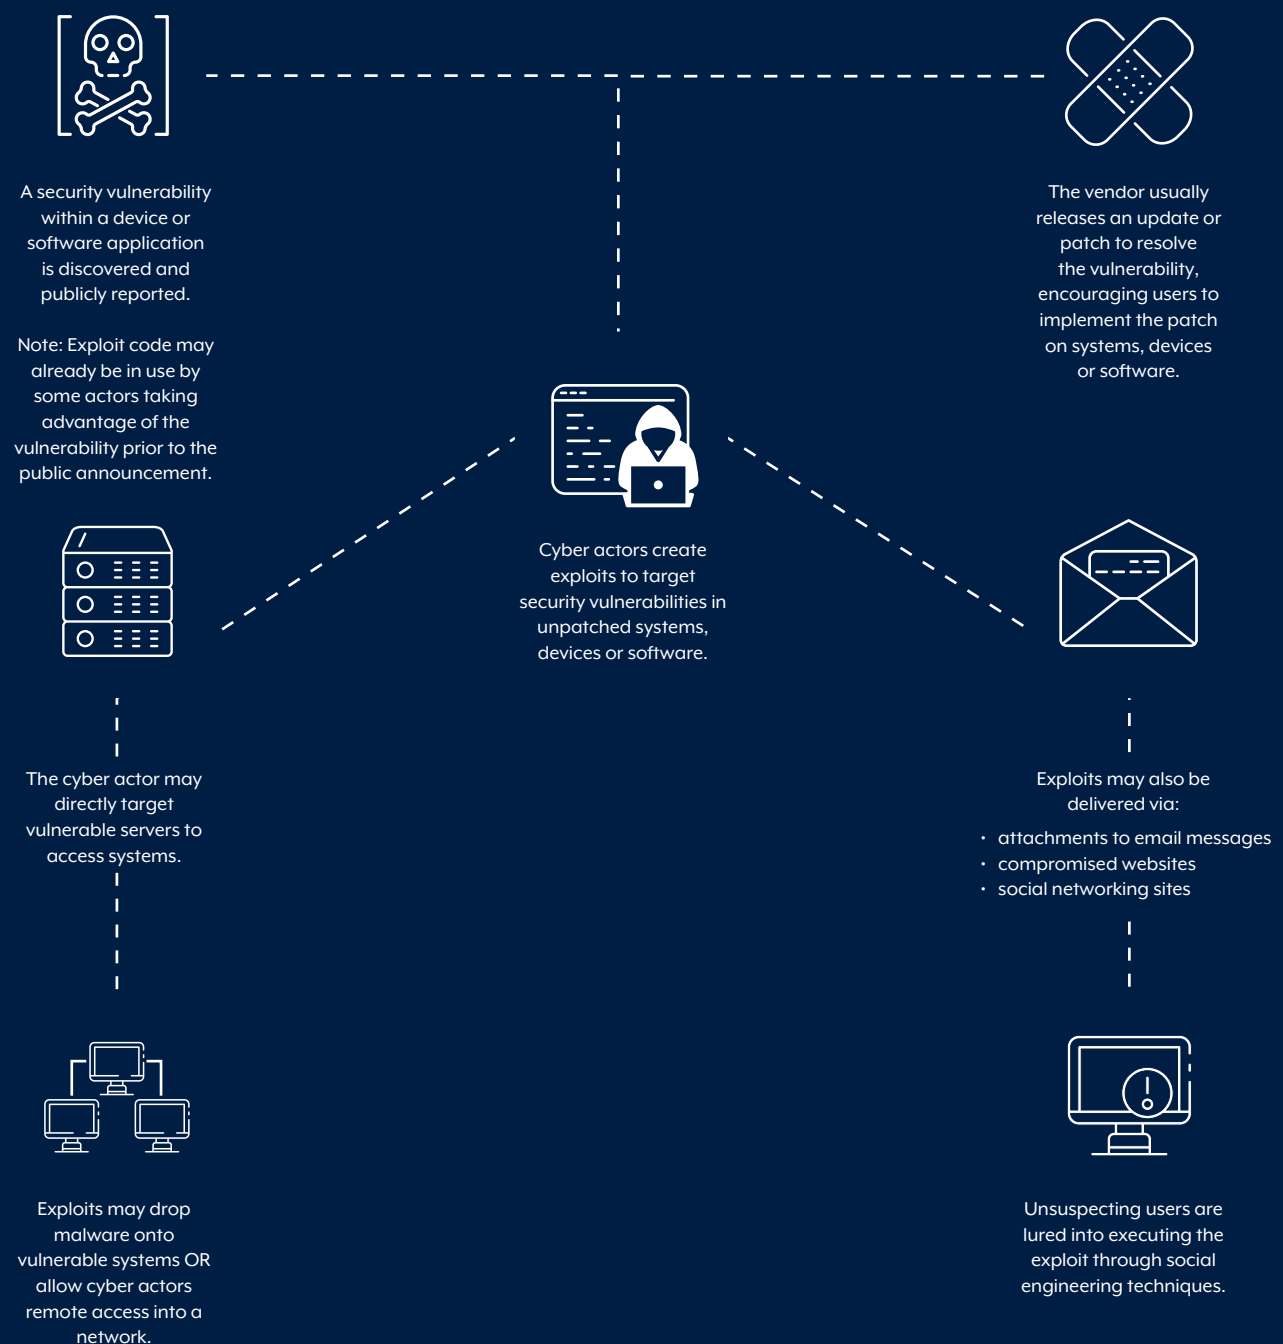 A security vulnerability
within a device or
software application
is discovered and
publicly reported.
Note: Exploit code may
already be in use by
some actors taking
advantage of the
vulnerability prior to the
public announcement.
The vendor usually
releases an update or
patch to resolve
the vulnerability,
encouraging users to
implement the patch
on systems, devices
or software.
Cyber actors create
exploits to target
security vulnerabilities in
unpatched systems,
devices or software.
The cyber actor may
directly target
vulnerable servers to
access systems.
Exploits may also be
delivered via:
• attachments to email messages
• compromised websites
• social networking sites
Exploits may drop
malware onto
vulnerable systems OR
allow cyber actors
remote access into a
network.
Unsuspecting users are
lured into executing the
exploit through social
engineering techniques.